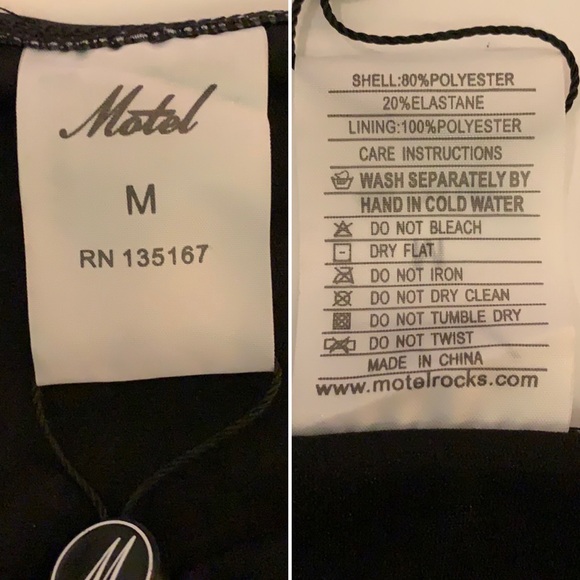 Motel
M
RN 135167
M
SHELL:80%POLYESTER
20%ELASTANE
LINING:100%POLYESTER
CARE INSTRUCTIONS
WASH SEPARATELY BY
HAND IN COLD WATER
DO NOT BLEACH
DRY FLAT
DO NOT IRON
DO NOT DRY CLEAN
DO NOT TUMBLE DRY
DO NOT TWIST
MADE IN CHINA
www.motelrocks.com